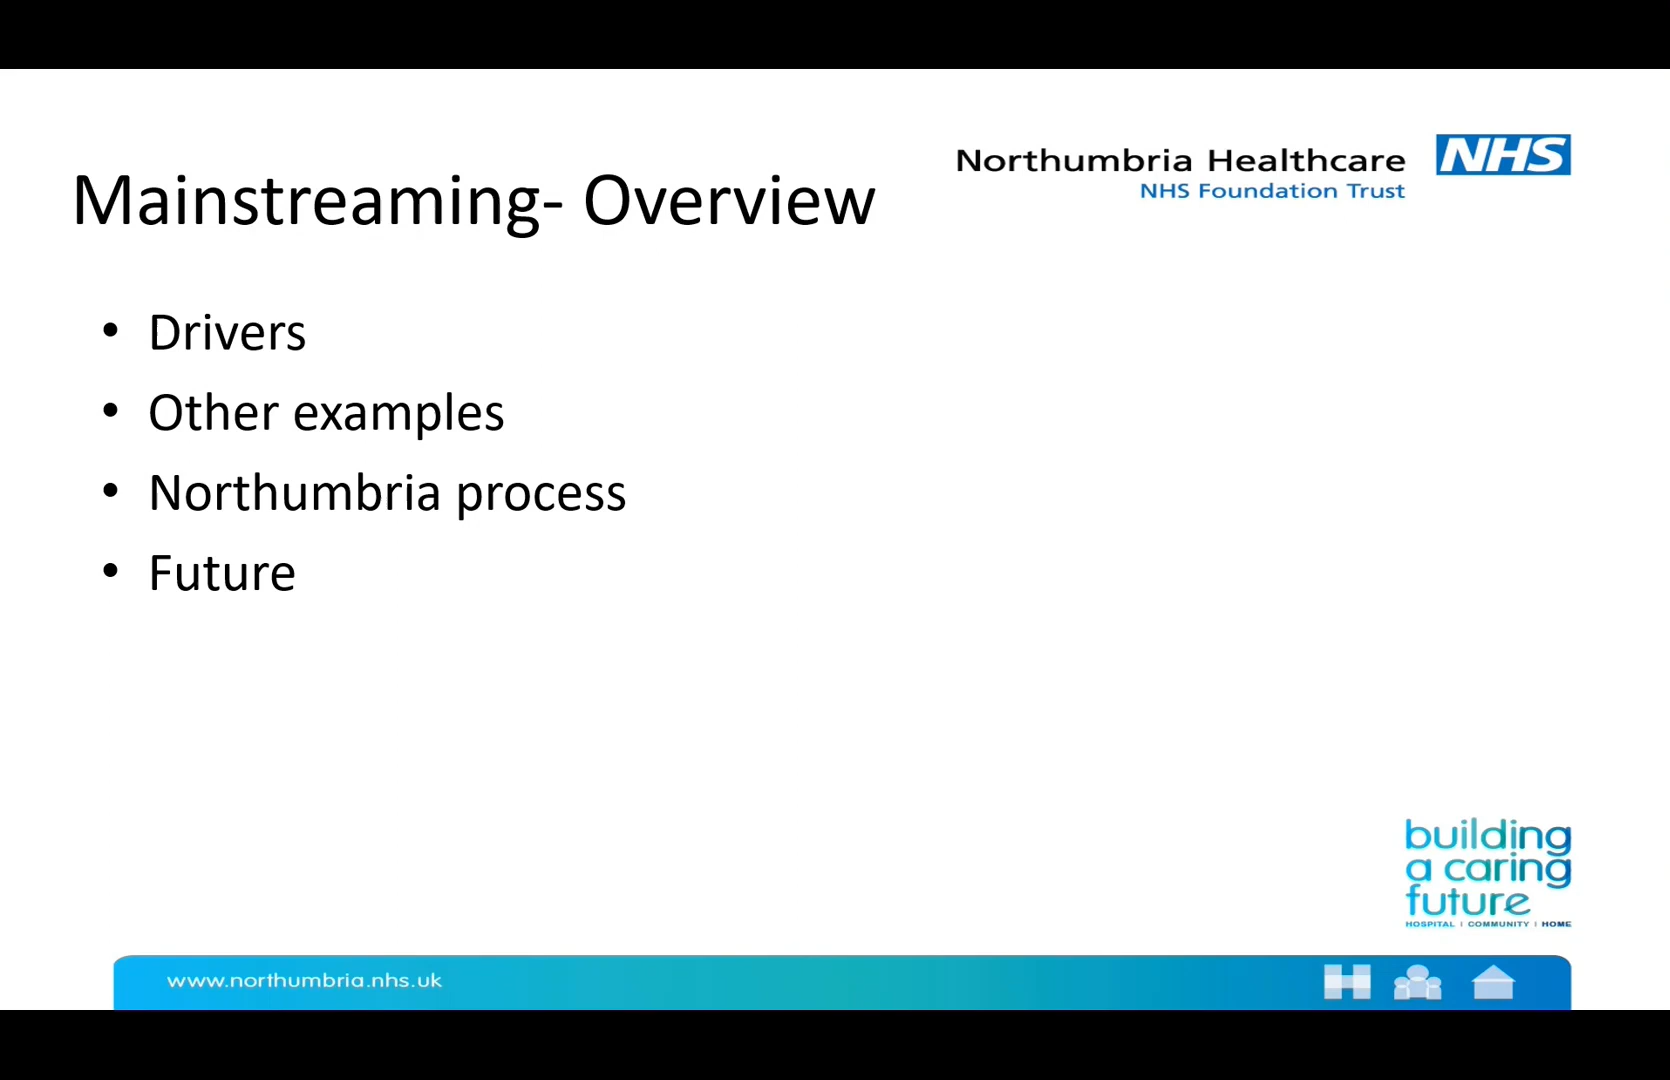 Mainstreaming- Overview
Northumbria Healthcare NHS
NHS Foundation Trust
• Drivers
• Other examples
• Northumbria process
• Future
building
a caring
future
HOSPITAL | COMMUNITY | HOME
www.northumbria.nhs.uk